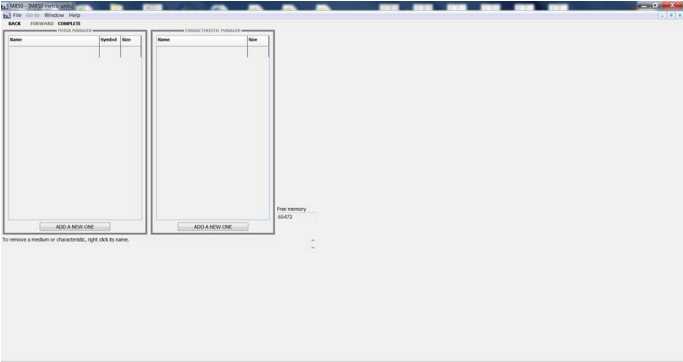 M850 - [M850 metric units]
File Go to Window Help
BACK FORWARD COMPLETE
MEDIA MANAGER
Name Symbol Size
ADD A NEW ONE
CHARACTERISTIC MANAGER
Name Size
ADD A NEW ONE
Free memory
65472
To remove a medium or characteristic, right click its name.